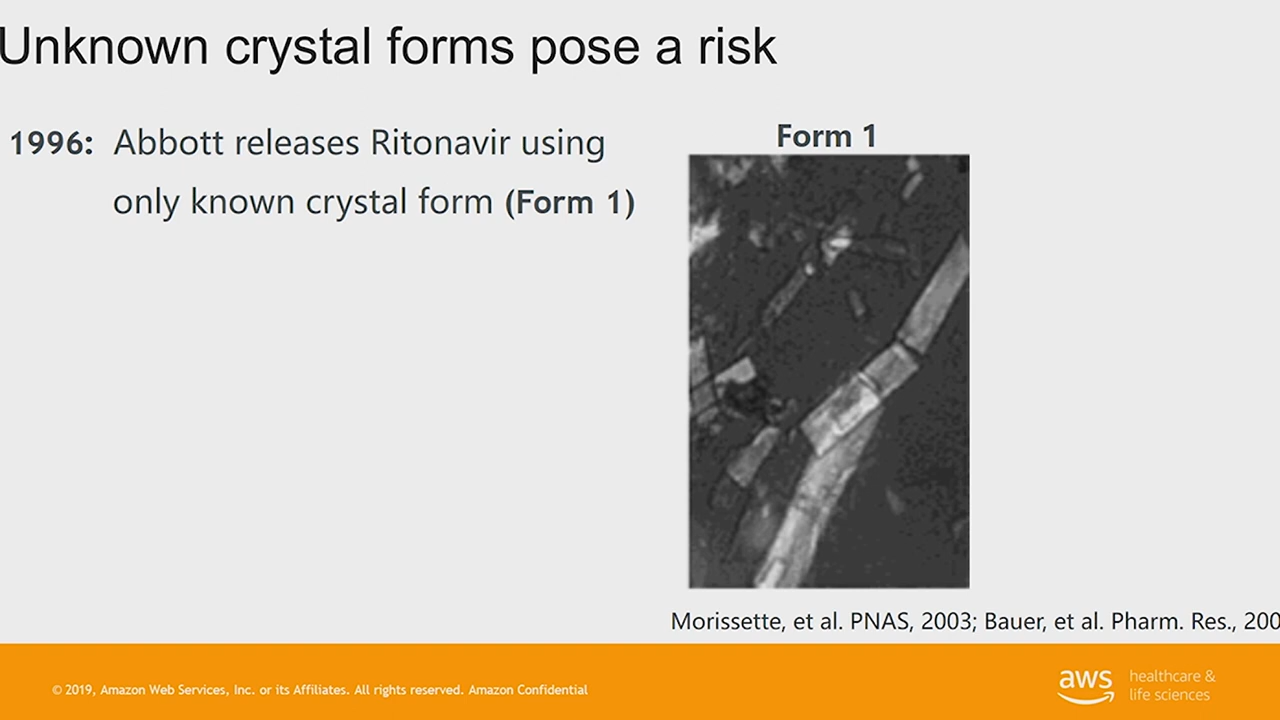 Unknown crystal forms pose a risk
1996: Abbott releases Ritonavir using
only known crystal form (Form 1)
Form 1
Morissette, et al. PNAS, 2003; Bauer, et al. Pharm. Res., 200
© 2019, Amazon Web Services, Inc. or its Affiliates. All rights reserved. Amazon Confidential
aws healthcare &
life sciences